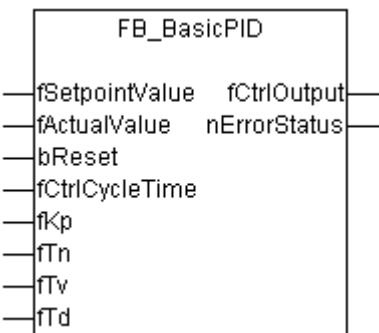 FB_BasicPID
fSetpointValue fCtrlOutput
fActualValue nErrorStatus
bReset
fCtrlCycleTime
fKp
fTn
fTv
fTd